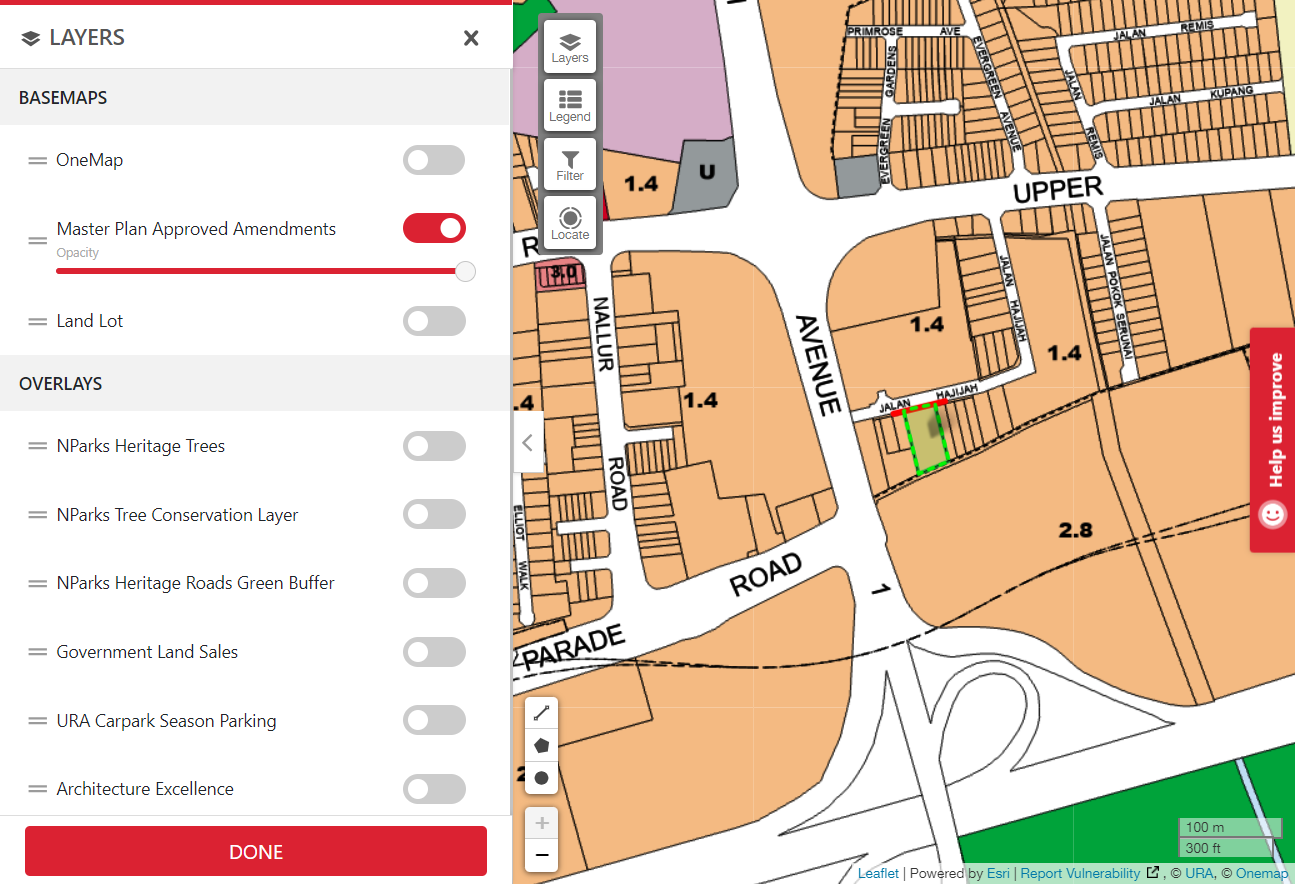 LAYERS
BASEMAPS
OneMap
Master Plan Approved Amendments
Opacity
Land Lot
OVERLAYS
NParks Heritage Trees
NParks Tree Conservation Layer
NParks Heritage Roads Green Buffer
Government Land Sales
URA Carpark Season Parking
Architecture Excellence
DONE
Layers
Legend
Filter
Locate
PRIMROSE AVE
EVERGREEN GARDENS
EVERGREEN AVENUE
JALAN REMIS
JALAN REMIS
JALAN KUPANG
1.4
U
UPPER
R
3.0
NALLUR
ROAD
AVENUE
1
1.4
1.4
1.4
.4
JALAN HAJIJAH
JALAN HAJIJAH
JALAN POKOK SERUNAI
ELLIOT WALK
2.8
ROAD
PARADE
2
Help us improve
+
−
100 m
300 ft
Leaflet | Powered by Esri | Report Vulnerability , © URA, © Onemap